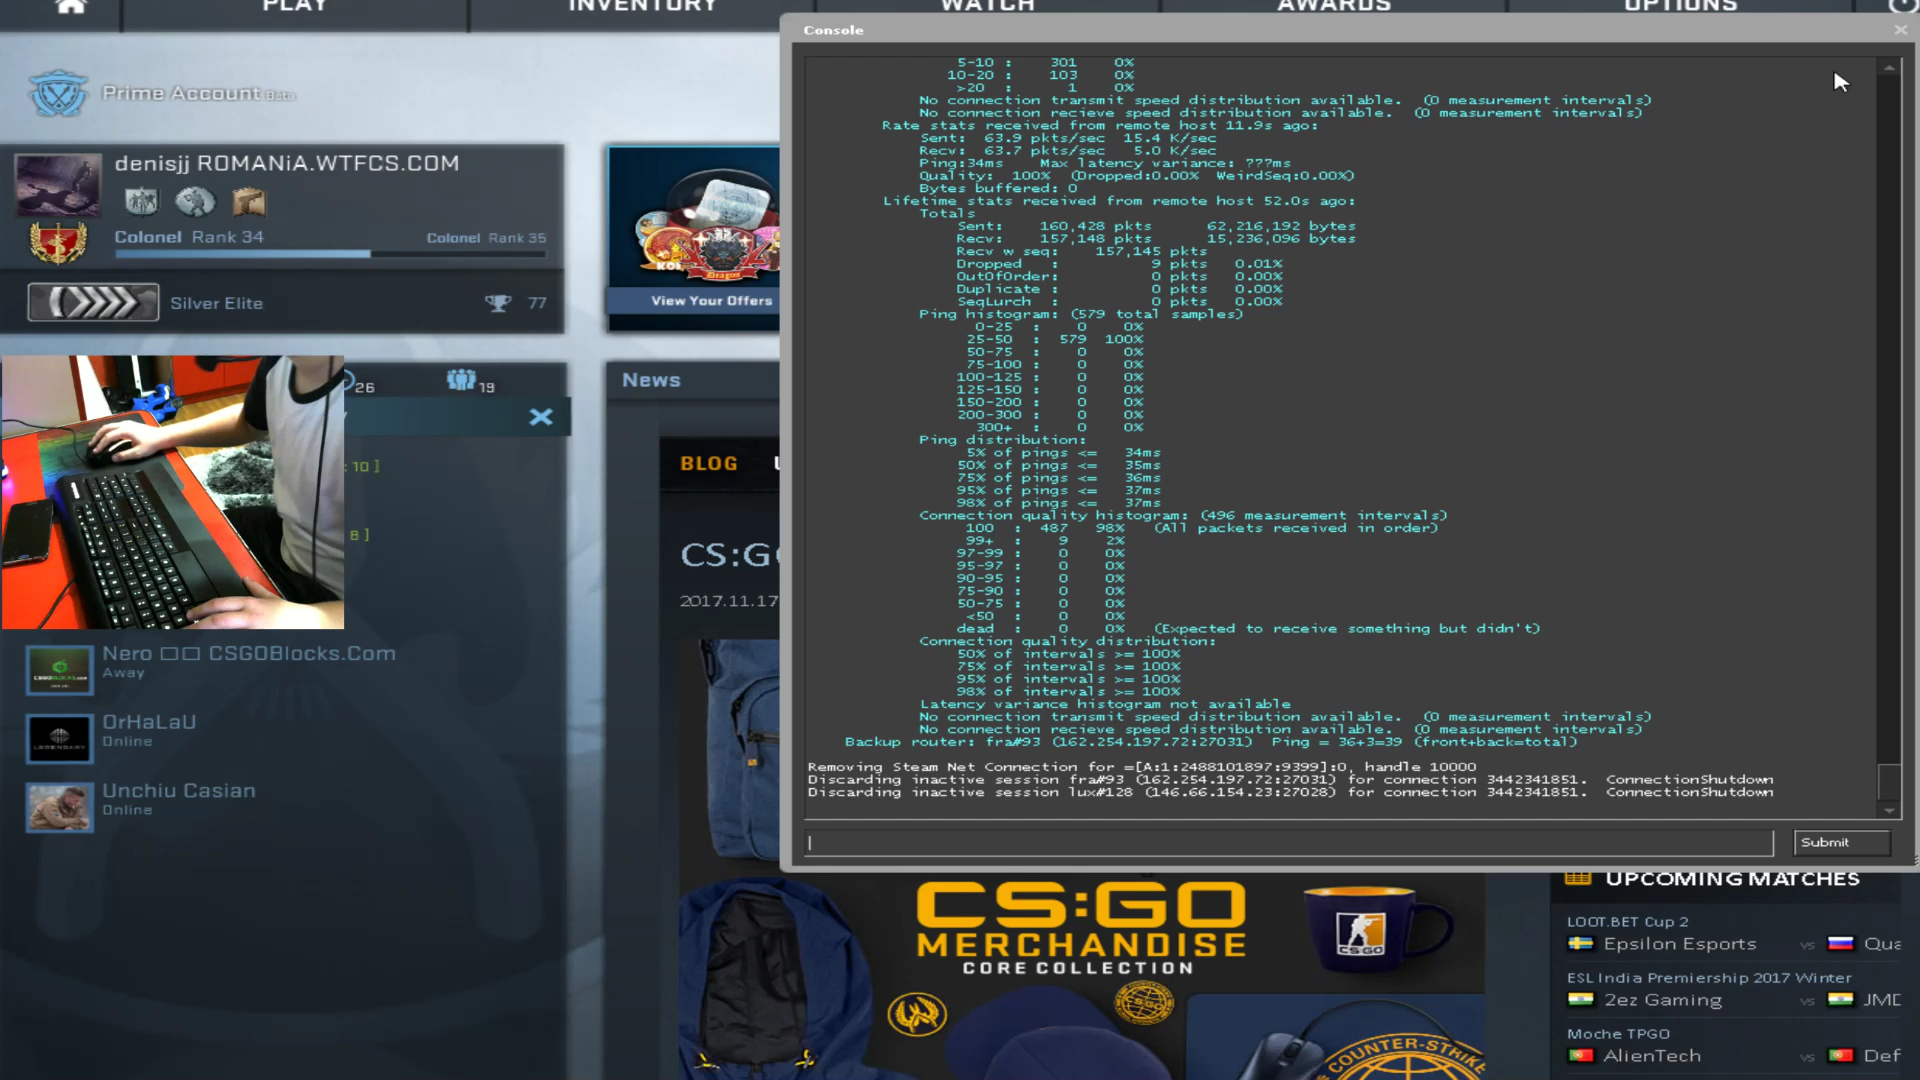 PLAY
INVENTORY
WATCH
AWARDS
OPTIONS
Prime Account Beta
denisjj ROMANiA.WTFCS.COM
Colonel Rank 34
Colonel Rank 35
Silver Elite
77
View Your Offers
26
19
:10]
8]
Nero □□ CSGOBlocks.Com
Away
OrHaLaU
Online
Unchiu Casian
Online
News
BLOG
CS:G
2017.11.17
Console
5-10 : 301 0%
10-20 : 103 0%
>20 : 1 0%
No connection transmit speed distribution available. (0 measurement intervals)
No connection recieve speed distribution available. (0 measurement intervals)
Rate stats received from remote host 11.9s ago:
Sent: 63.9 pkts/sec 15.4 K/sec
Recv: 63.7 pkts/sec 5.0 K/sec
Ping:34ms Max latency variance: ???ms
Quality: 100% (Dropped:0.00% WeirdSeq:0.00%)
Bytes buffered: 0
Lifetime stats received from remote host 52.0s ago:
Totals
Sent: 160,428 pkts 62,216,192 bytes
Recv: 157,148 pkts 15,236,096 bytes
Recv w seq: 157,145 pkts
Dropped : 9 pkts 0.01%
OutOfOrder: 0 pkts 0.00%
Duplicate : 0 pkts 0.00%
SeqLurch : 0 pkts 0.00%
Ping histogram: (579 total samples)
0-25 : 0 0%
25-50 : 579 100%
50-75 : 0 0%
75-100 : 0 0%
100-125 : 0 0%
125-150 : 0 0%
150-200 : 0 0%
200-300 : 0 0%
300+ : 0 0%
Ping distribution:
5% of pings <= 34ms
50% of pings <= 35ms
75% of pings <= 36ms
95% of pings <= 37ms
98% of pings <= 37ms
Connection quality histogram: (496 measurement intervals)
100 : 487 98% (All packets received in order)
99+ : 9 2%
97-99 : 0 0%
95-97 : 0 0%
90-95 : 0 0%
75-90 : 0 0%
50-75 : 0 0%
<50 : 0 0%
dead : 0 0% (Expected to receive something but didn't)
Connection quality distribution:
50% of intervals >= 100%
75% of intervals >= 100%
95% of intervals >= 100%
98% of intervals >= 100%
Latency variance histogram not available
No connection transmit speed distribution available. (0 measurement intervals)
No connection recieve speed distribution available. (0 measurement intervals)
Backup router: fra#93 (162.254.197.72:27031) Ping = 36+3=39 (front+back=total)
Removing Steam Net Connection for =[A:1:2488101897:9399]:0, handle 10000
Discarding inactive session fra#93 (162.254.197.72:27031) for connection 3442341851. ConnectionShutdown
Discarding inactive session lux#128 (146.66.154.23:27028) for connection 3442341851. ConnectionShutdown
Submit
CS:GO
MERCHANDISE
CORE COLLECTION
CS:GO
COUNTER-STRIKE
UPCOMING MATCHES
LOOT.BET Cup 2
Epsilon Esports vs Qua
ESL India Premiership 2017 Winter
2ez Gaming vs JMD
Moche TPGO
AlienTech vs Def